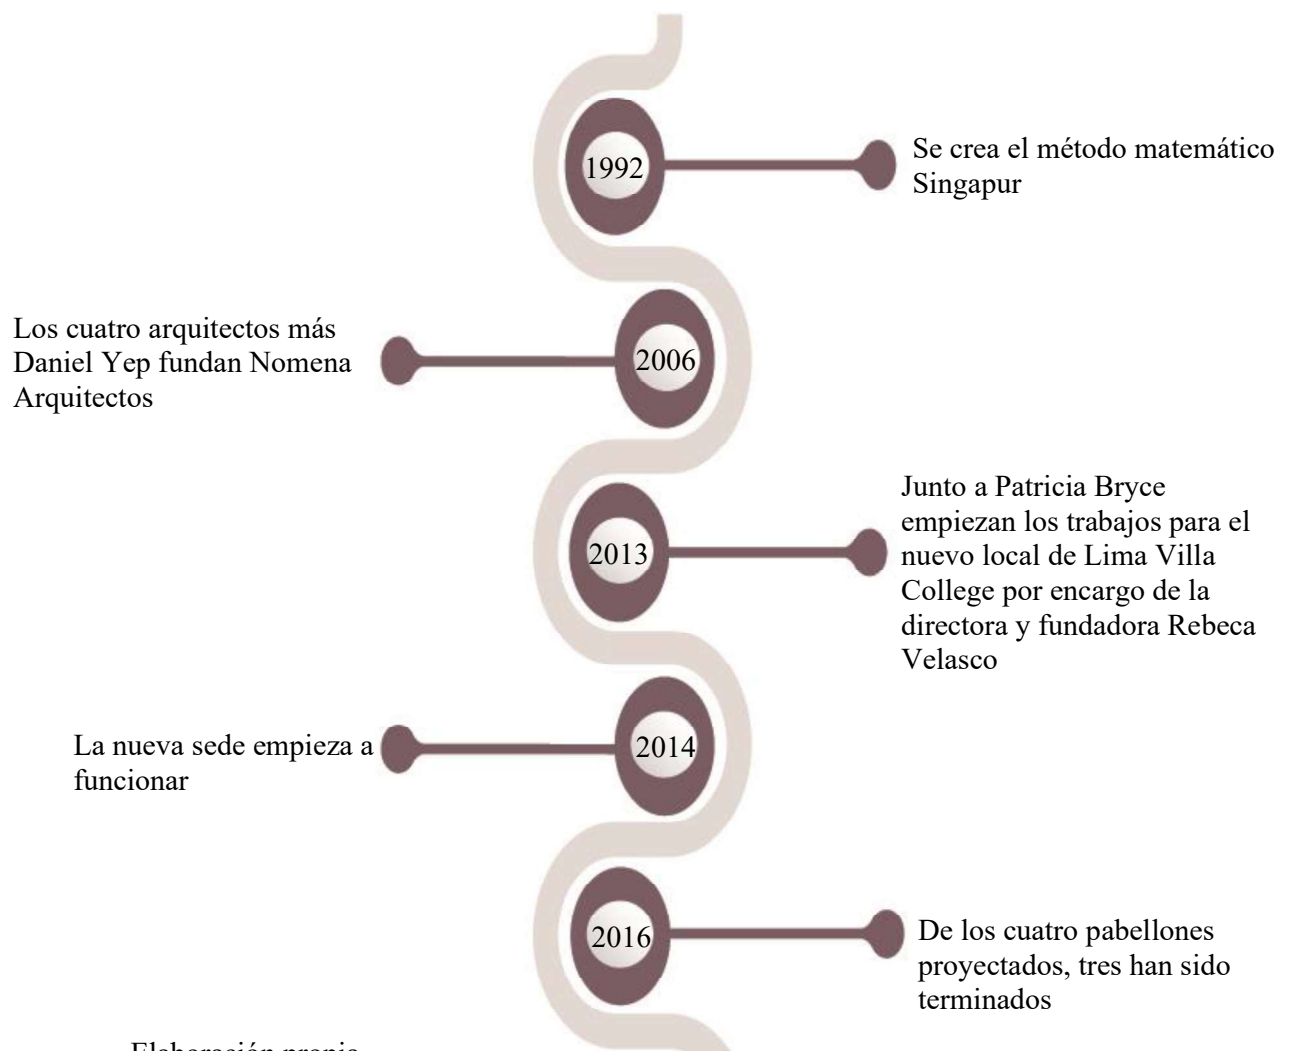 1992
Se crea el método matemático
Singapur
Los cuatro arquitectos más
Daniel Yep fundan Nomena
Arquitectos
2006
Junto a Patricia Bryce
empiezan los trabajos para el
nuevo local de Lima Villa
College por encargo de la
directora y fundadora Rebeca
Velasco
2013
La nueva sede empieza a
funcionar
2014
2016
De los cuatro pabellones
proyectados, tres han sido
terminados
Elaboración propia